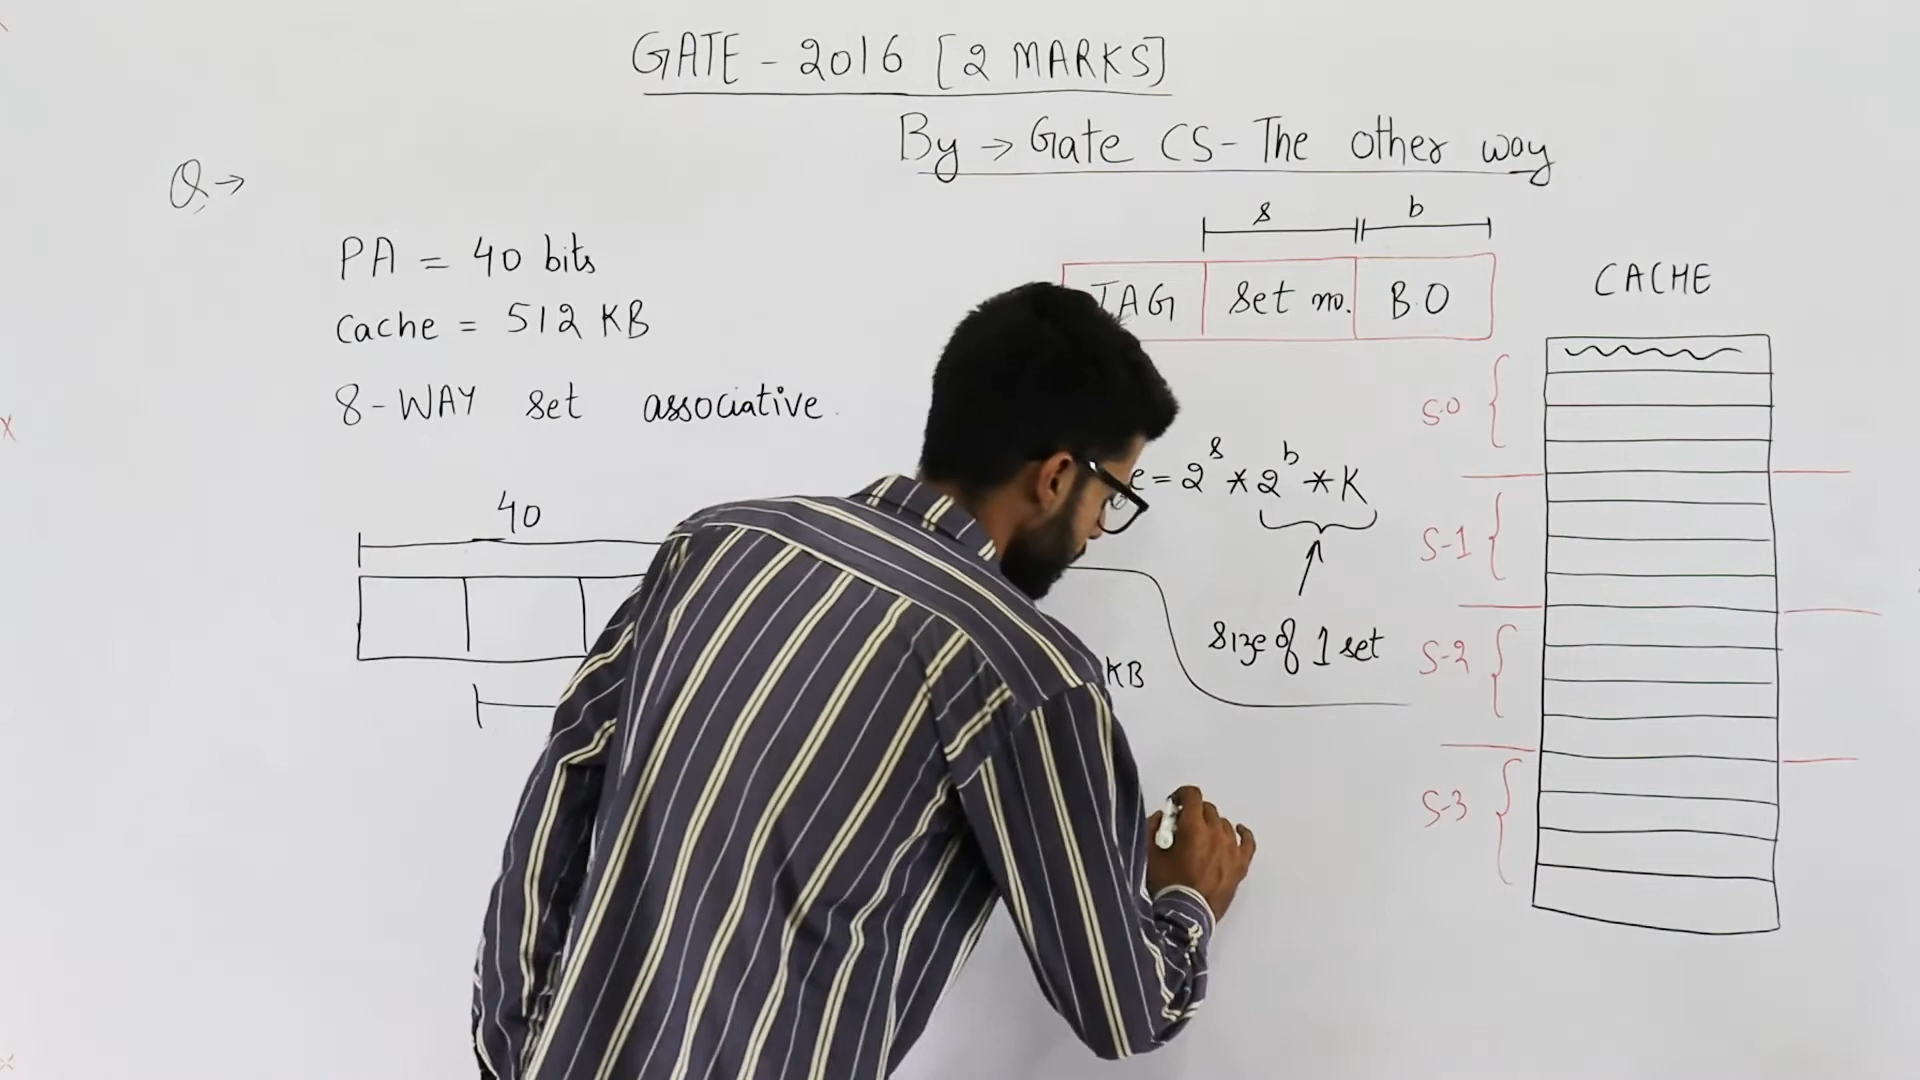 GATE - 2016 [2 MARKS]
By → Gate CS - The other way
Q →
PA = 40 bits
Cache = 512 KB
8-WAY set associative
40
s b
TAG set no. B.O
= 2^s * 2^b * K
size of 1 set
KB
CACHE
S-0
S-1
S-2
S-3